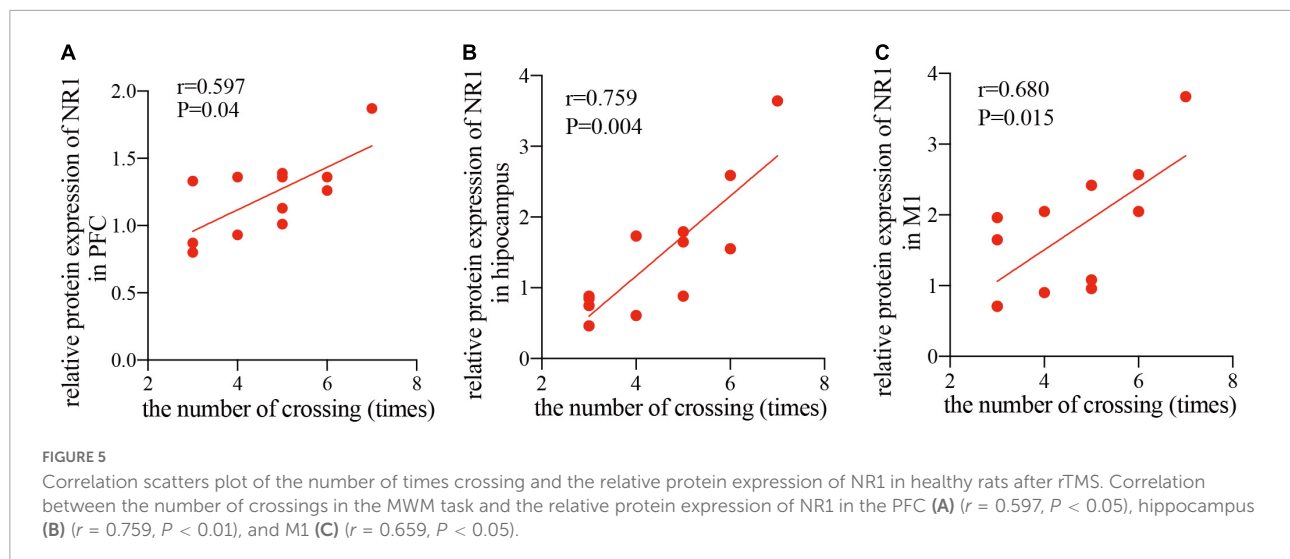 A
r=0.597
P=0.04
relative protein expression of NR1
in PFC
2.0
1.5
1.0
0.5
0.0
2 4 6 8
the number of crossing (times)
B
r=0.759
P=0.004
relative protein expression of NR1
in hipocampus
4
3
2
1
0
2 4 6 8
the number of crossing (times)
C
r=0.680
P=0.015
relative protein expression of NR1
in M1
4
3
2
1
0
2 4 6 8
the number of crossing (times)
FIGURE 5
Correlation scatters plot of the number of times crossing and the relative protein expression of NR1 in healthy rats after rTMS. Correlation
between the number of crossings in the MWM task and the relative protein expression of NR1 in the PFC (A) (r = 0.597, P < 0.05), hippocampus
(B) (r = 0.759, P < 0.01), and M1 (C) (r = 0.659, P < 0.05).